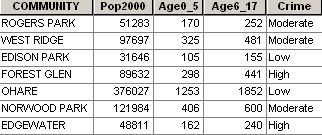 COMMUNITY Pop2000 Age0_5 Age6_17 Crime
ROGERS PARK 51283 170 252 Moderate
WEST RIDGE 97697 325 481 Moderate
EDISON PARK 31646 105 155 Low
FOREST GLEN 89632 298 441 High
OHARE 376027 1253 1852 Low
NORWOOD PARK 121984 406 600 Moderate
EDGEWATER 48811 162 240 High